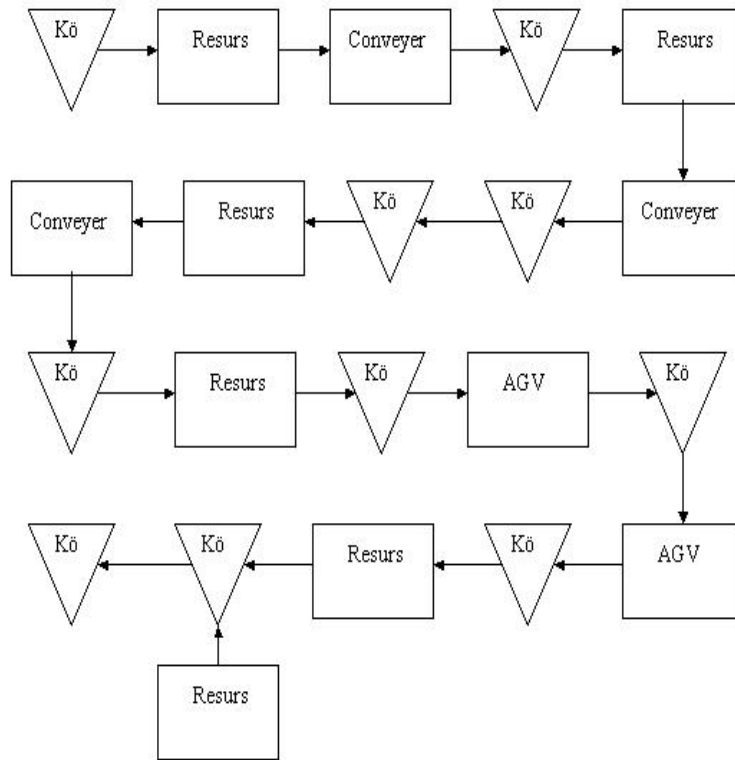 Kö
Resurs
Conveyer
Kö
Resurs
Conveyer
Resurs
Kö
Kö
Conveyer
Kö
Resurs
Kö
AGV
Kö
Kö
Kö
Resurs
Kö
AGV
Resurs